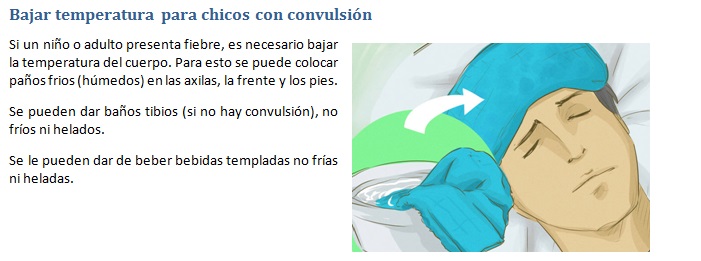 Bajar temperatura para chicos con convulsión
Si un niño o adulto presenta fiebre, es necesario bajar
la temperatura del cuerpo. Para esto se puede colocar
paños frios (húmedos) en las axilas, la frente y los pies.
Se pueden dar baños tibios (si no hay convulsión), no
fríos ni helados.
Se le pueden dar de beber bebidas templadas no frías
ni heladas.